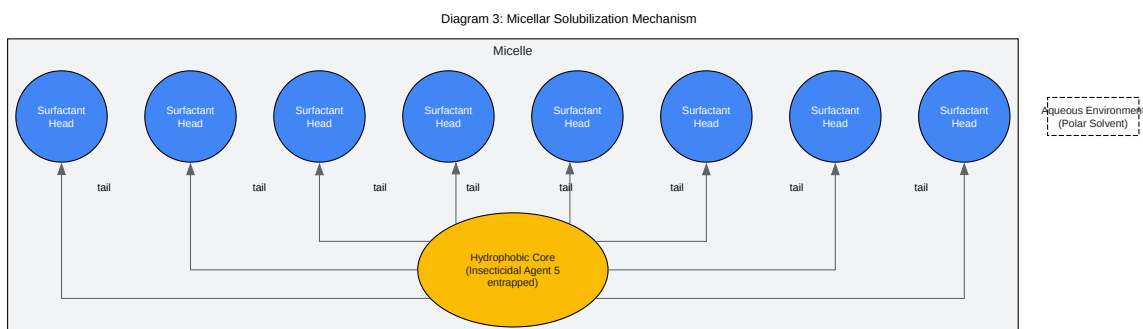 Diagram 3: Micellar Solubilization Mechanism
Micelle
Surfactant
Head
Surfactant
Head
Surfactant
Head
Surfactant
Head
Surfactant
Head
Surfactant
Head
Surfactant
Head
Surfactant
Head
Aqueous Environment
(Polar Solvent)
tail
tail
tail
tail
tail
tail
tail
tail
Hydrophobic Core
(Insecticidal Agent 5
entrapped)